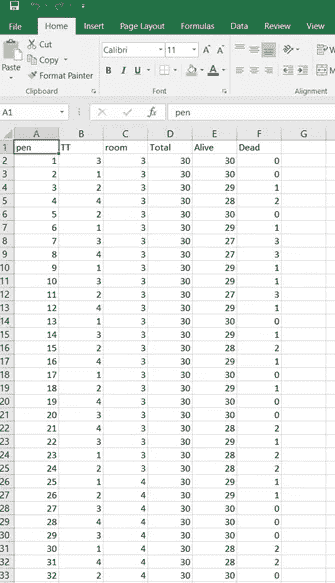 File Home Insert Page Layout Formulas Data Review View
Cut
Copy
Format Painter
Paste
Calibri 11
B I U
Clipboard Font Alignment
A1 fx pen
A B C D E F G
1 pen TT room Total Alive Dead
2 1 3 3 30 30 0
3 2 1 3 30 30 0
4 3 2 3 30 29 1
5 4 4 3 30 28 2
6 5 2 3 30 30 0
7 6 1 3 30 29 1
8 7 3 3 30 27 3
9 8 4 3 30 27 3
10 9 1 3 30 29 1
11 10 3 3 30 29 1
12 11 2 3 30 27 3
13 12 4 3 30 29 1
14 13 1 3 30 30 0
15 14 3 3 30 29 1
16 15 2 3 30 28 2
17 16 4 3 30 29 1
18 17 1 3 30 30 0
19 18 2 3 30 29 1
20 19 4 3 30 30 0
21 20 3 3 30 30 0
22 21 4 3 30 28 2
23 22 3 3 30 29 1
24 23 1 3 30 28 2
25 24 2 3 30 28 2
26 25 1 4 30 29 1
27 26 2 4 30 29 1
28 27 3 4 30 30 0
29 28 4 4 30 30 0
30 29 3 4 30 30 0
31 30 1 4 30 28 2
32 31 4 4 30 28 2
33 32 2 4 30 30 0